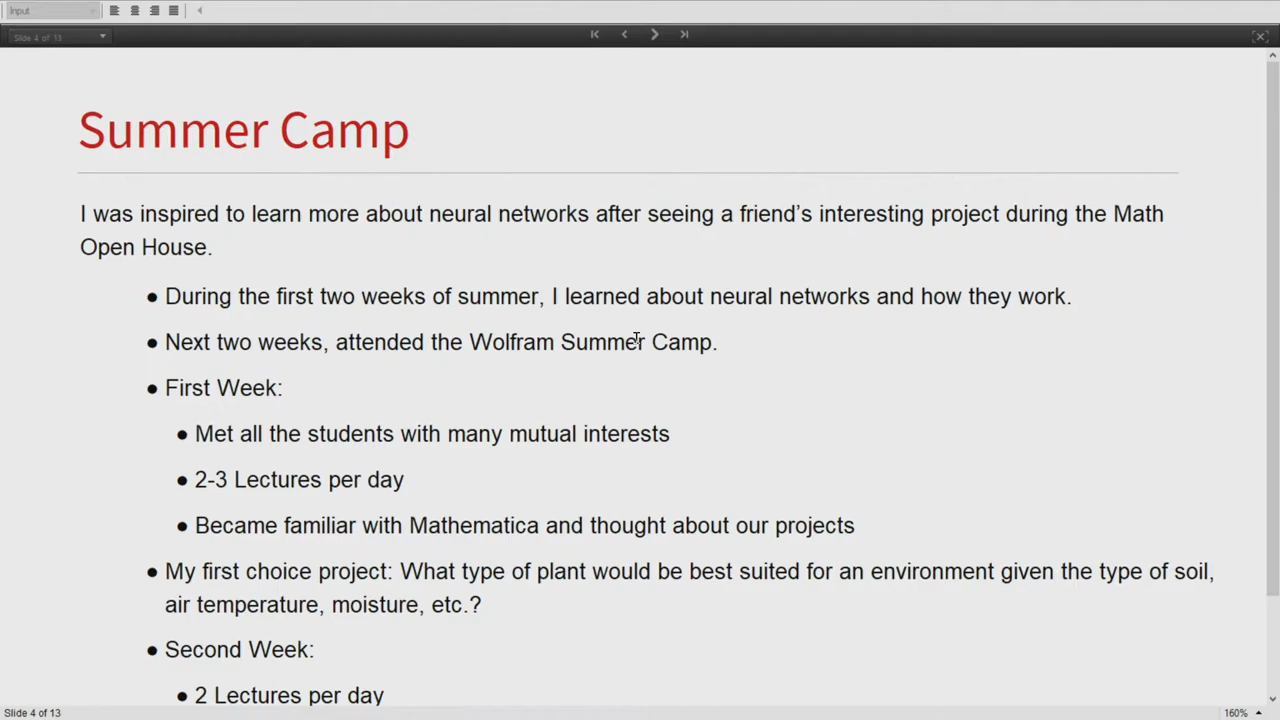 Input
Slide 4 of 13
Summer Camp
I was inspired to learn more about neural networks after seeing a friend's interesting project during the Math
Open House.
● During the first two weeks of summer, I learned about neural networks and how they work.
● Next two weeks, attended the Wolfram Summer Camp.
● First Week:
● Met all the students with many mutual interests
● 2-3 Lectures per day
● Became familiar with Mathematica and thought about our projects
● My first choice project: What type of plant would be best suited for an environment given the type of soil,
air temperature, moisture, etc.?
● Second Week:
● 2 Lectures per day
Slide 4 of 13
160%